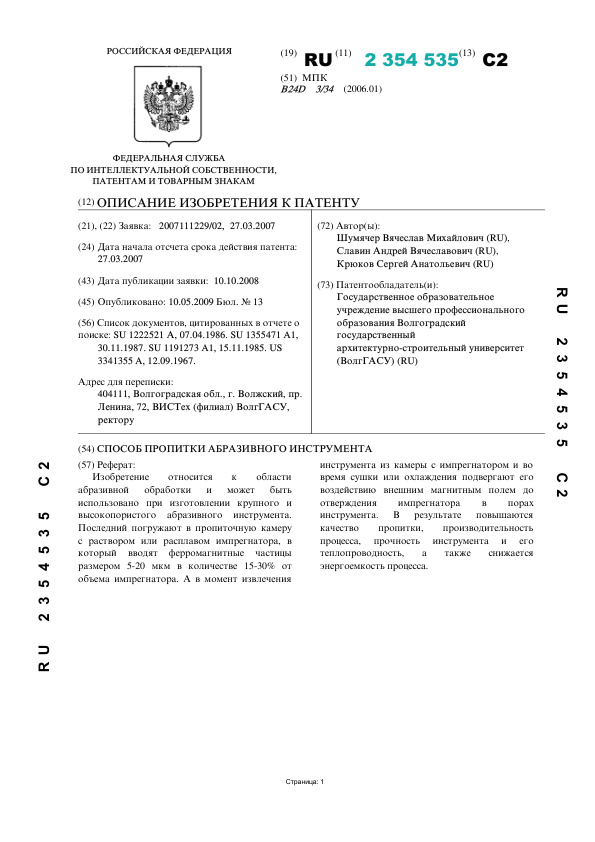 РОССИЙСКАЯ ФЕДЕРАЦИЯ
ФЕДЕРАЛЬНАЯ СЛУЖБА
ПО ИНТЕЛЛЕКТУАЛЬНОЙ СОБСТВЕННОСТИ,
ПАТЕНТАМ И ТОВАРНЫМ ЗНАКАМ
(19) RU (11) 2 354 535 (13) C2
(51) МПК
B24D 3/34 (2006.01)
(12) ОПИСАНИЕ ИЗОБРЕТЕНИЯ К ПАТЕНТУ
(21), (22) Заявка: 2007111229/02, 27.03.2007
(24) Дата начала отсчета срока действия патента:
27.03.2007
(43) Дата публикации заявки: 10.10.2008
(45) Опубликовано: 10.05.2009 Бюл. № 13
(56) Список документов, цитированных в отчете о
поиске: SU 1222521 A, 07.04.1986. SU 1355471 A1,
30.11.1987. SU 1191273 A1, 15.11.1985. US
3341355 A, 12.09.1967.
Адрес для переписки:
404111, Волгоградская обл., г. Волжский, пр.
Ленина, 72, ВИСТех (филиал) ВолгГАСУ,
ректору
(72) Автор(ы):
Шумячер Вячеслав Михайлович (RU),
Славин Андрей Вячеславович (RU),
Крюков Сергей Анатольевич (RU)
(73) Патентообладатель(и):
Государственное образовательное
учреждение высшего профессионального
образования Волгоградский
государственный
архитектурно-строительный университет
(ВолгГАСУ) (RU)
(54) СПОСОБ ПРОПИТКИ АБРАЗИВНОГО ИНСТРУМЕНТА
(57) Реферат:
Изобретение относится к области
абразивной обработки и может быть
использовано при изготовлении крупного и
высокопористого абразивного инструмента.
Последний погружают в пропиточную камеру
с раствором или расплавом импрегнатора, в
который вводят ферромагнитные частицы
размером 5-20 мкм в количестве 15-30% от
объема импрегнатора. А в момент извлечения
инструмента из камеры с импрегнатором и во
время сушки или охлаждения подвергают его
воздействию внешним магнитным полем до
отверждения импрегнатора в порах
инструмента. В результате повышаются
качество пропитки, производительность
процесса, прочность инструмента и его
теплопроводность, а также снижается
энергоемкость процесса.
RU 2354535 C2
RU 2354535 C2
Страница: 1